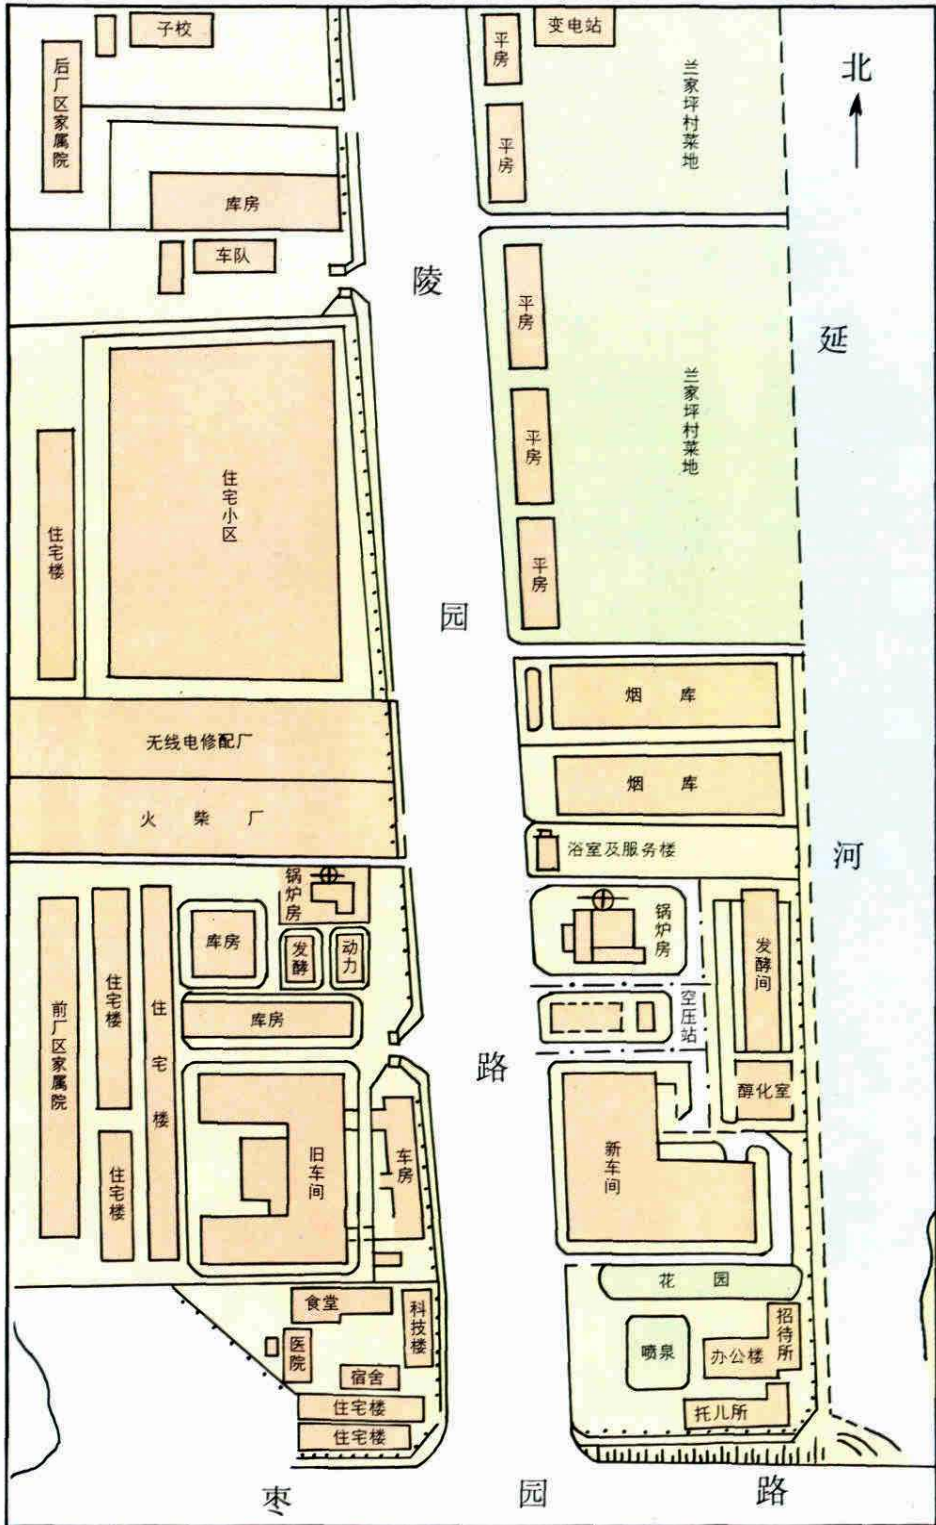 子校
后厂区家属院
库房
车队
平房
变电站
平房
兰家坪村菜地
北
陵
园
路
平房
平房
平房
兰家坪村菜地
延
河
住宅楼
住宅小区
无线电修配厂
火柴厂
烟库
烟库
浴室及服务楼
锅炉房
库房
发酵
动力
库房
前厂区家属院
住宅楼
住宅楼
住宅楼
旧车间
车房
锅炉房
空压站
发酵间
醇化室
新车间
花园
喷泉
办公楼
招待所
托儿所
食堂
科技楼
医院
宿舍
住宅楼
住宅楼
枣园路